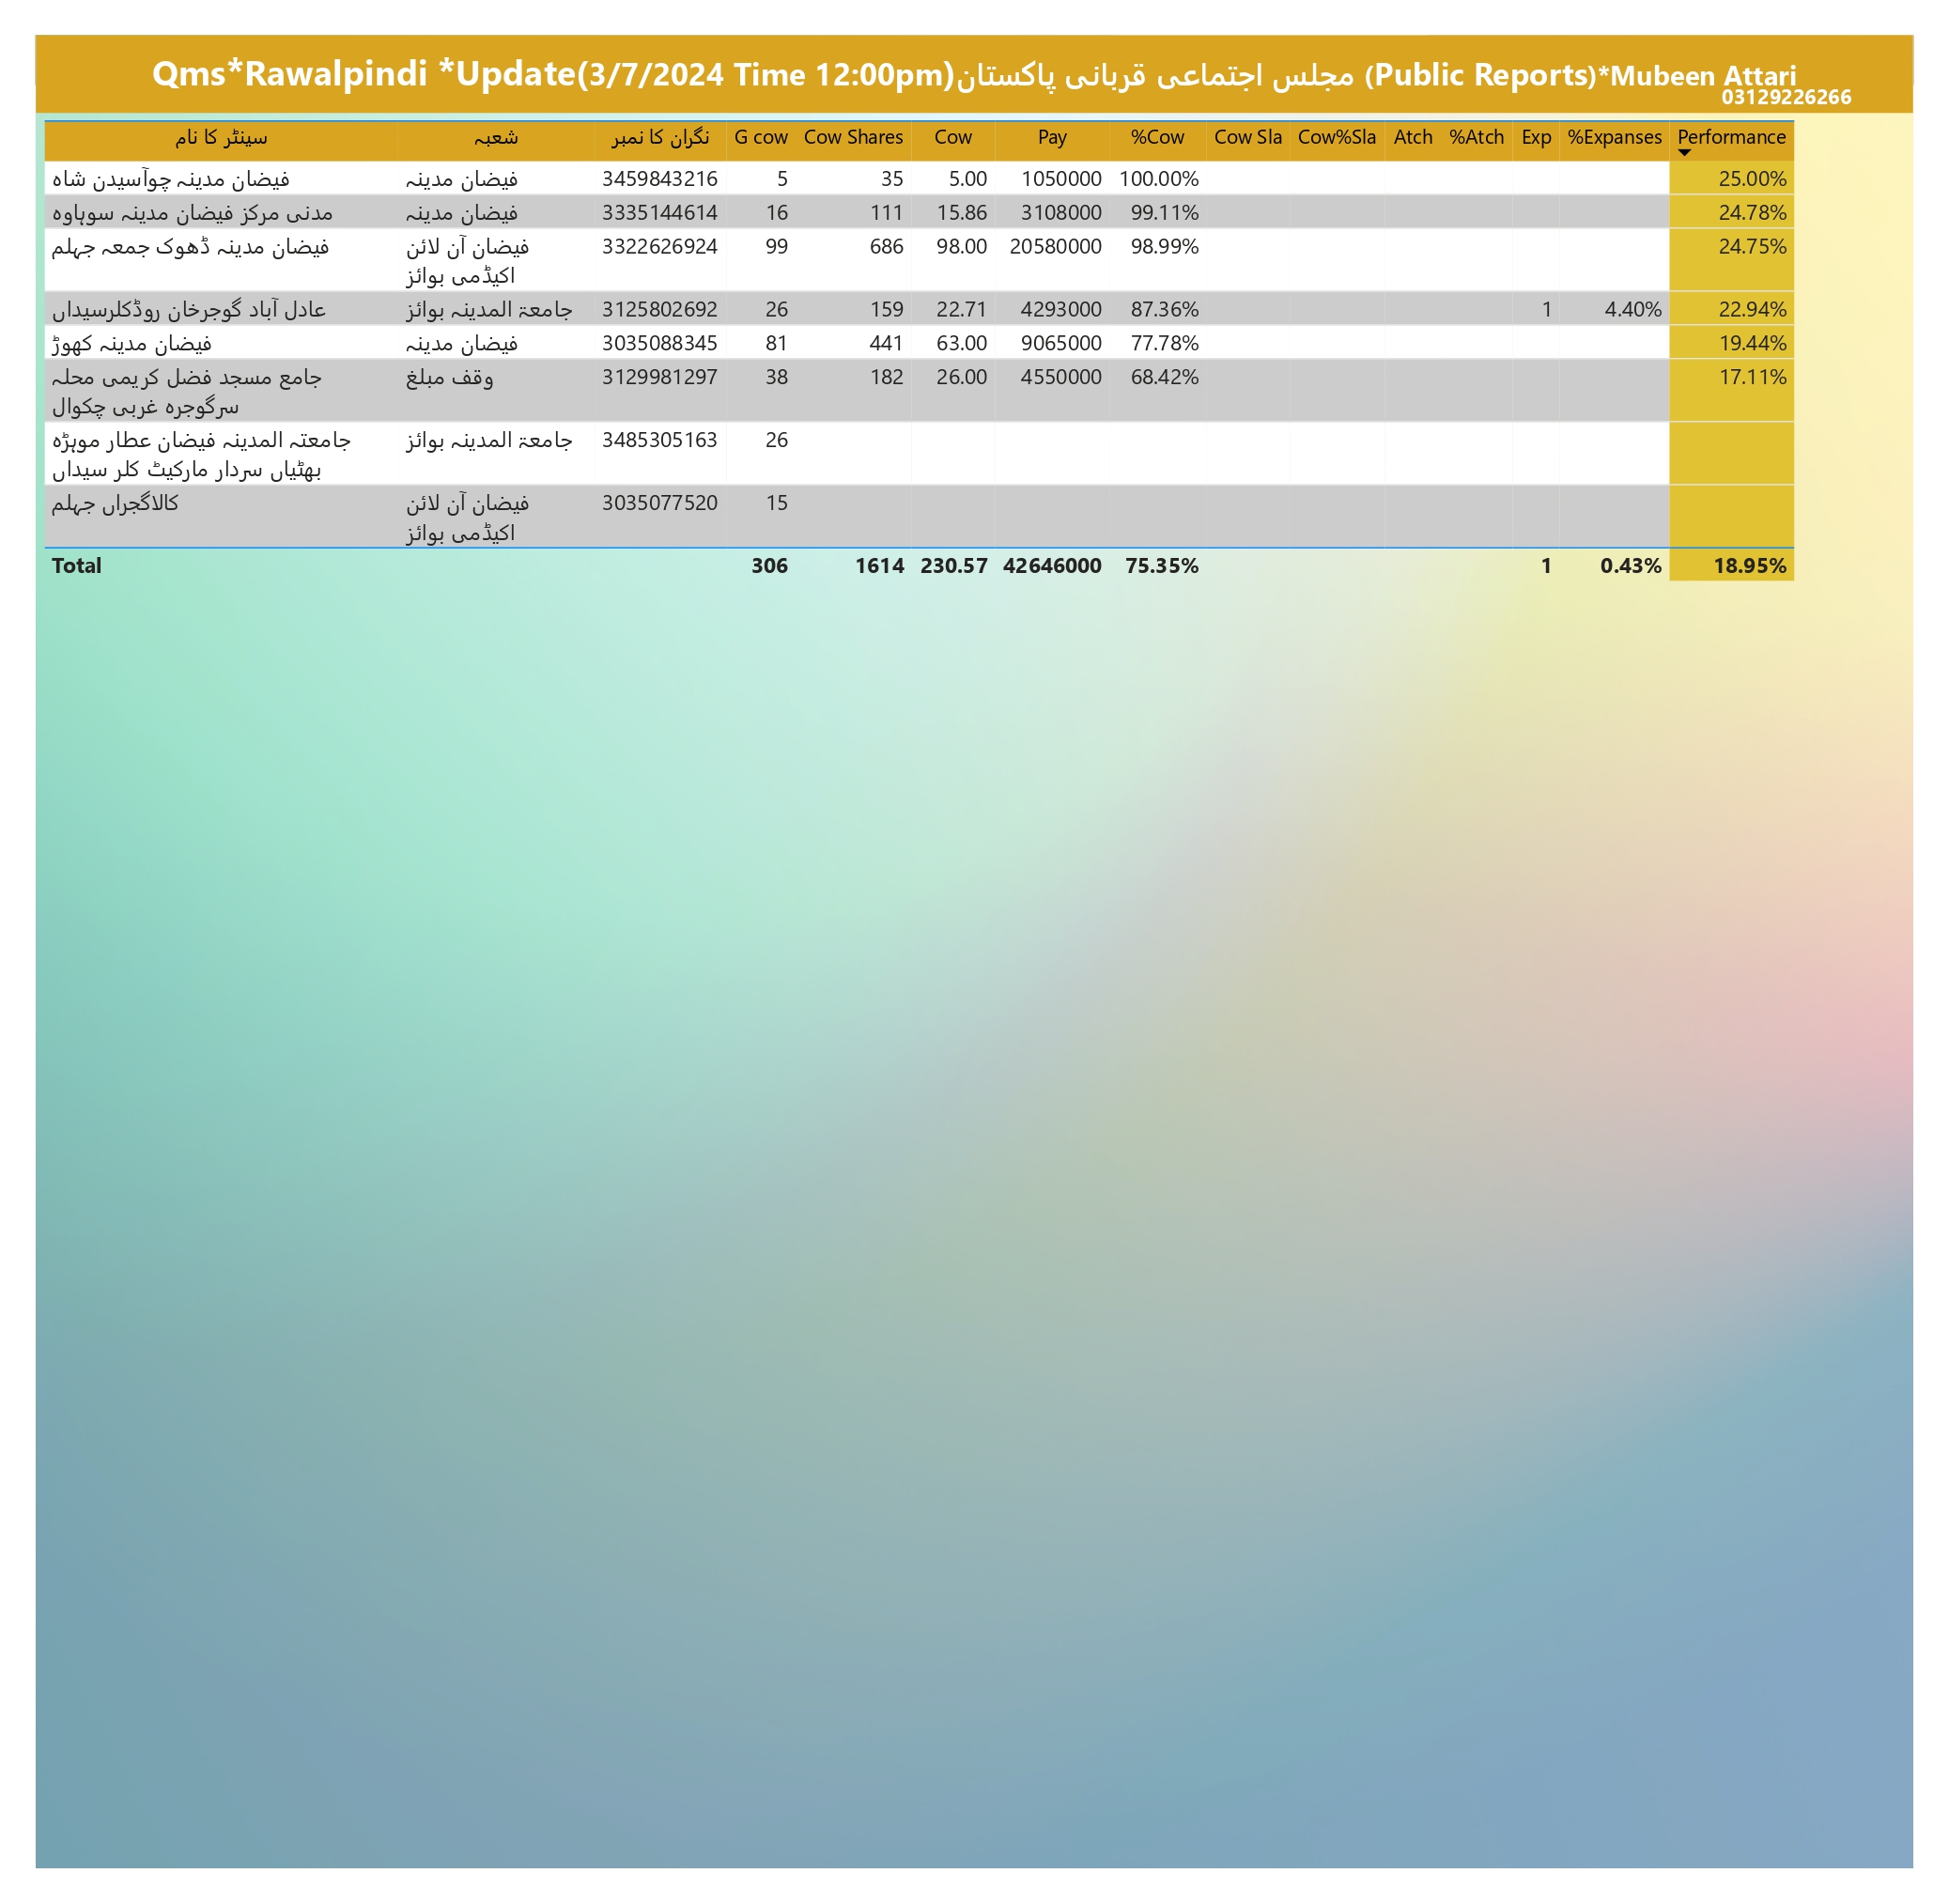 Qms*Rawalpindi *Update(3/7/2024 Time 12:00pm)مجلس اجتماعی قربانی پاکستان (Public Reports)*Mubeen Attari
03129226266
سینٹر کا نام شعبہ نگران کا نمبر G cow Cow Shares Cow Pay %Cow Cow Sla Cow%Sla Atch %Atch Exp %Expanses Performance
فیضان مدینہ چوآسیدن شاہ فیضان مدینہ 3459843216 5 35 5.00 1050000 100.00% 25.00%
مدنی مرکز فیضان مدینہ سوہاوہ فیضان مدینہ 3335144614 16 111 15.86 3108000 99.11% 24.78%
فیضان مدینہ ڈھوک جمعہ جہلم فیضان آن لائن 3322626924 99 686 98.00 20580000 98.99% 24.75%
اکیڈمی بوائز
عادل آباد گوجرخان روڈکلرسیداں جامعۃ المدینہ بوائز 3125802692 26 159 22.71 4293000 87.36% 1 4.40% 22.94%
فیضان مدینہ کھوڑ فیضان مدینہ 3035088345 81 441 63.00 9065000 77.78% 19.44%
جامع مسجد فضل کریمی محلہ وقف مبلغ 3129981297 38 182 26.00 4550000 68.42% 17.11%
سرگوجرہ غربی چکوال
جامعتہ المدینہ فیضان عطار موہڑہ جامعۃ المدینہ بوائز 3485305163 26
بھٹیاں سردار مارکیٹ کلر سیداں
کالاگجراں جہلم فیضان آن لائن 3035077520 15
اکیڈمی بوائز
Total 306 1614 230.57 42646000 75.35% 1 0.43% 18.95%